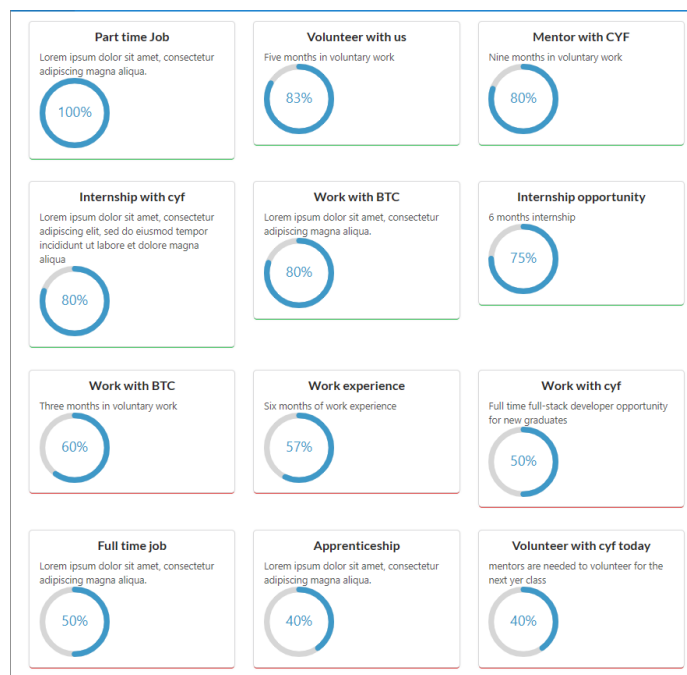 Part time Job
Lorem ipsum dolor sit amet, consectetur
adipiscing magna aliqua.
100%
Volunteer with us
Five months in voluntary work
83%
Mentor with CYF
Nine months in voluntary work
80%
Internship with cyf
Lorem ipsum dolor sit amet, consectetur
adipiscing elit, sed do eiusmod tempor
incididunt ut labore et dolore magna
aliqua
80%
Work with BTC
Lorem ipsum dolor sit amet, consectetur
adipiscing magna aliqua.
80%
Internship opportunity
6 months internship
75%
Work with BTC
Three months in voluntary work
60%
Work experience
Six months of work experience
57%
Work with cyf
Full time full-stack developer opportunity
for new graduates
50%
Full time job
Lorem ipsum dolor sit amet, consectetur
adipiscing magna aliqua.
50%
Apprenticeship
Lorem ipsum dolor sit amet, consectetur
adipiscing magna aliqua.
40%
Volunteer with cyf today
mentors are needed to volunteer for the
next yer class
40%